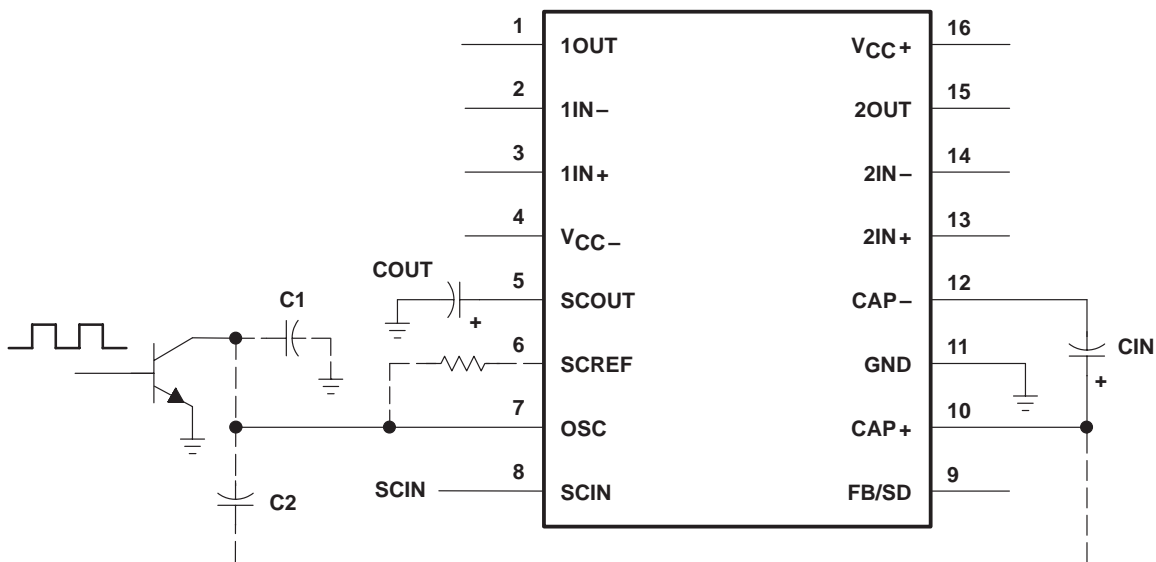 1 1OUT VCC+ 16
2 1IN− 2OUT 15
3 1IN+ 2IN− 14
4 VCC− 2IN+ 13
COUT 5 SCOUT CAP− 12
+
C1 6 SCREF GND 11 CIN
+
7 OSC CAP+ 10
SCIN 8 SCIN FB/SD 9
C2